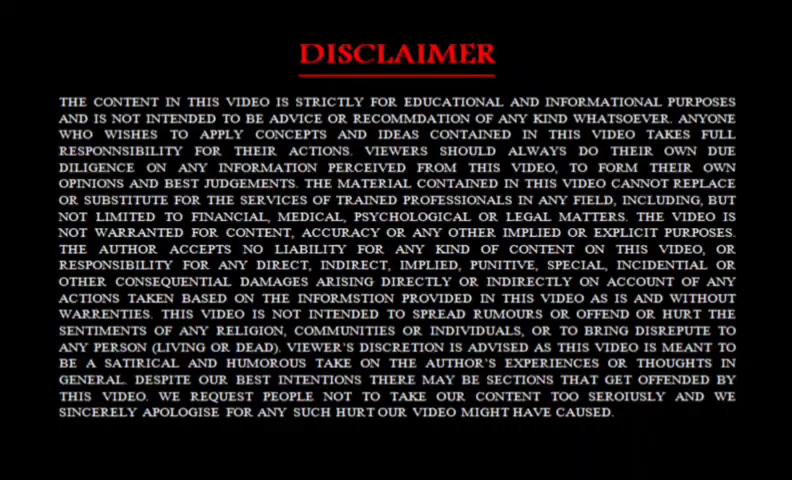 DISCLAIMER
THE CONTENT IN THIS VIDEO IS STRICTLY FOR EDUCATIONAL AND INFORMATIONAL PURPOSES
AND IS NOT INTENDED TO BE ADVICE OR RECOMMDATION OF ANY KIND WHATSOEVER. ANYONE
WHO WISHES TO APPLY CONCEPTS AND IDEAS CONTAINED IN THIS VIDEO TAKES FULL
RESPONNSIBILITY FOR THEIR ACTIONS. VIEWERS SHOULD ALWAYS DO THEIR OWN DUE
DILIGENCE ON ANY INFORMATION PERCEIVED FROM THIS VIDEO, TO FORM THEIR OWN
OPINIONS AND BEST JUDGEMENTS. THE MATERIAL CONTAINED IN THIS VIDEO CANNOT REPLACE
OR SUBSTITUTE FOR THE SERVICES OF TRAINED PROFESSIONALS IN ANY FIELD, INCLUDING, BUT
NOT LIMITED TO FINANCIAL, MEDICAL, PSYCHOLOGICAL OR LEGAL MATTERS. THE VIDEO IS
NOT WARRANTED FOR CONTENT, ACCURACY OR ANY OTHER IMPLIED OR EXPLICIT PURPOSES.
THE AUTHOR ACCEPTS NO LIABILITY FOR ANY KIND OF CONTENT ON THIS VIDEO, OR
RESPONSIBILITY FOR ANY DIRECT, INDIRECT, IMPLIED, PUNITIVE, SPECIAL, INCIDENTIAL OR
OTHER CONSEQUENTIAL DAMAGES ARISING DIRECTLY OR INDIRECTLY ON ACCOUNT OF ANY
ACTIONS TAKEN BASED ON THE INFORMSTION PROVIDED IN THIS VIDEO AS IS AND WITHOUT
WARRENTIES. THIS VIDEO IS NOT INTENDED TO SPREAD RUMOURS OR OFFEND OR HURT THE
SENTIMENTS OF ANY RELIGION, COMMUNITIES OR INDIVIDUALS, OR TO BRING DISREPUTE TO
ANY PERSON (LIVING OR DEAD). VIEWER'S DISCRETION IS ADVISED AS THIS VIDEO IS MEANT TO
BE A SATIRICAL AND HUMOROUS TAKE ON THE AUTHOR'S EXPERIENCES OR THOUGHTS IN
GENERAL. DESPITE OUR BEST INTENTIONS THERE MAY BE SECTIONS THAT GET OFFENDED BY
THIS VIDEO. WE REQUEST PEOPLE NOT TO TAKE OUR CONTENT TOO SEROIUSLY AND WE
SINCERELY APOLOGISE FOR ANY SUCH HURT OUR VIDEO MIGHT HAVE CAUSED.